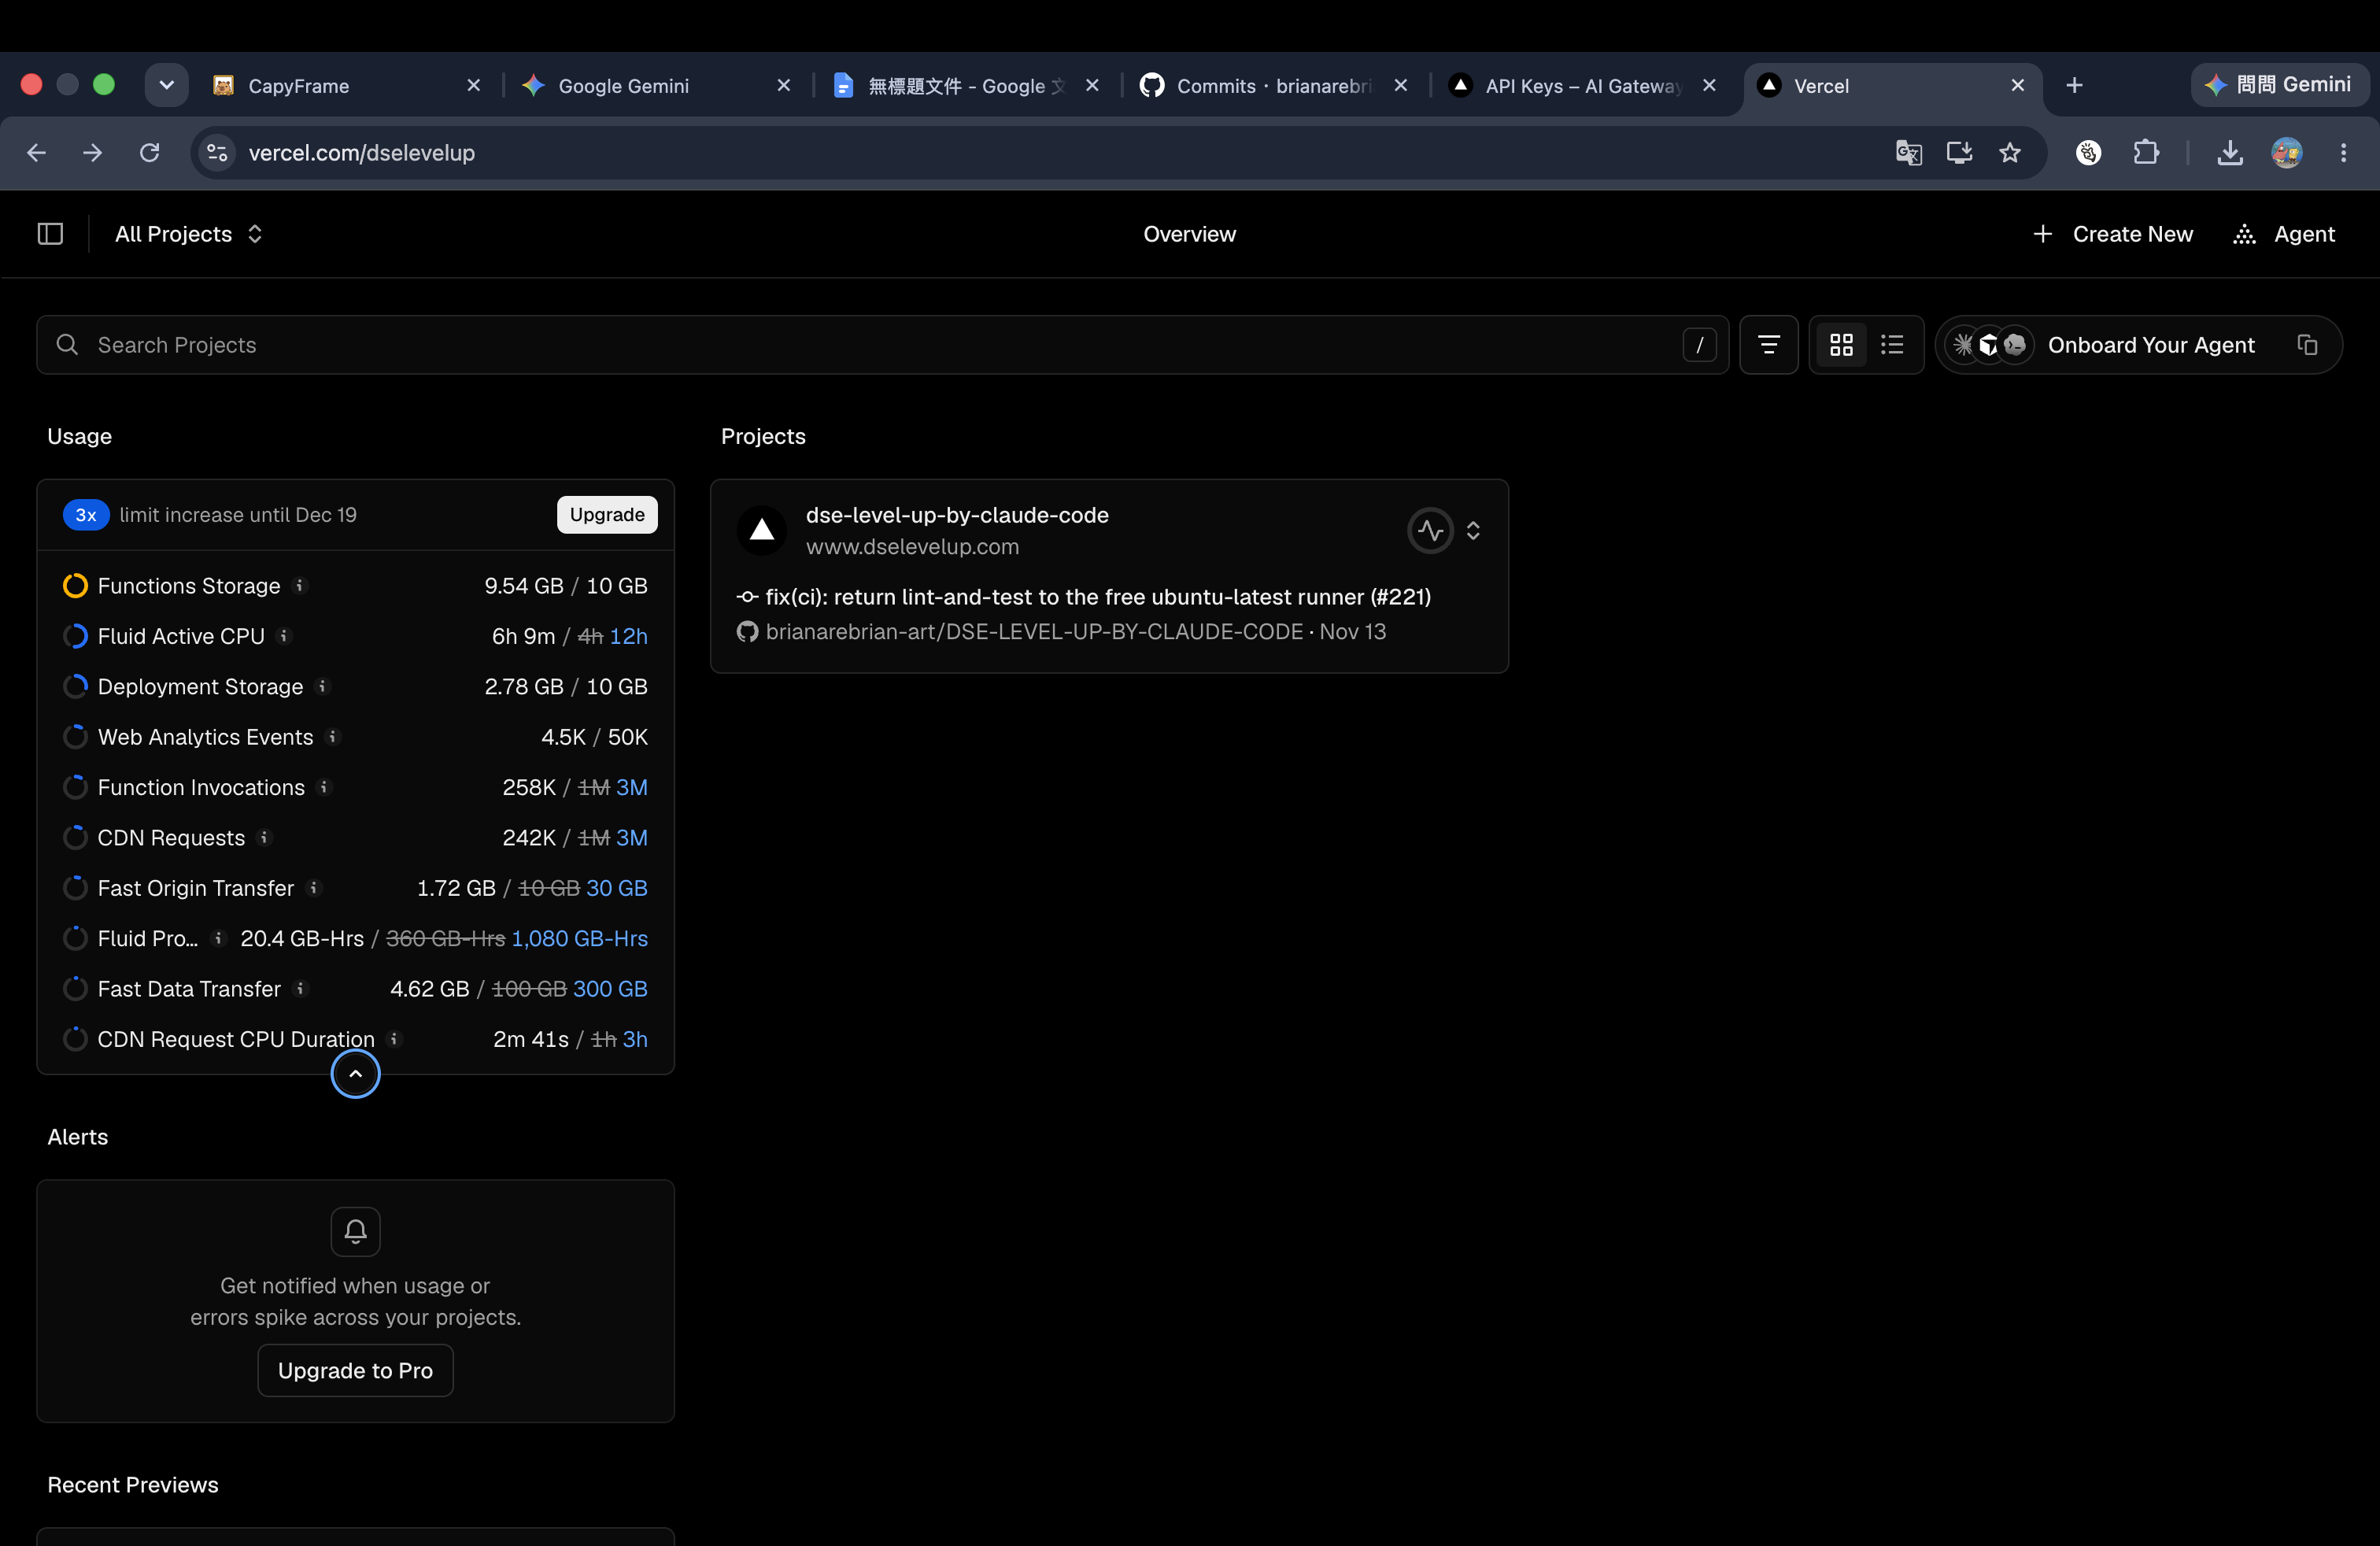 CapyFrame
Google Gemini
無標題文件 - Google 文
Commits · brianarebri
API Keys – AI Gateway
Vercel
問問 Gemini
vercel.com/dselevelup
All Projects
Overview
Create New
Agent
Search Projects
/
Onboard Your Agent
Usage
3x limit increase until Dec 19
Upgrade
Functions Storage 9.54 GB / 10 GB
Fluid Active CPU 6h 9m / 4h 12h
Deployment Storage 2.78 GB / 10 GB
Web Analytics Events 4.5K / 50K
Function Invocations 258K / 1M 3M
CDN Requests 242K / 1M 3M
Fast Origin Transfer 1.72 GB / 10 GB 30 GB
Fluid Pro... 20.4 GB-Hrs / 360 GB-Hrs 1,080 GB-Hrs
Fast Data Transfer 4.62 GB / 100 GB 300 GB
CDN Request CPU Duration 2m 41s / 1h 3h
Projects
dse-level-up-by-claude-code
www.dselevelup.com
fix(ci): return lint-and-test to the free ubuntu-latest runner (#221)
brianarebrian-art/DSE-LEVEL-UP-BY-CLAUDE-CODE · Nov 13
Alerts
Get notified when usage or
errors spike across your projects.
Upgrade to Pro
Recent Previews